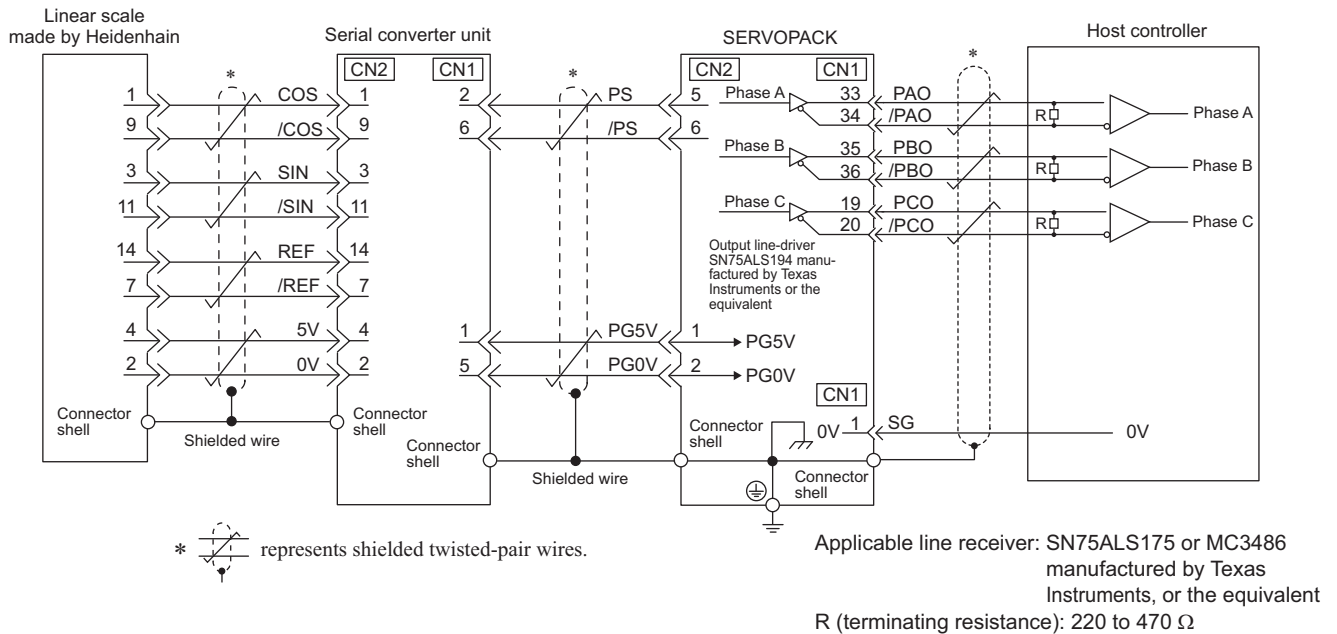 Linear scale
made by Heidenhain
Serial converter unit
SERVOPACK
Host controller
*
*
*
CN2 CN1
CN2 CN1
1 COS 1
9 /COS 9
3 SIN 3
11 /SIN 11
14 REF 14
7 /REF 7
4 5V 4
2 0V 2
2 PS 5
6 /PS 6
1 PG5V 1 PG5V
5 PG0V 2 PG0V
Phase A 33 PAO R Phase A
34 /PAO
Phase B 35 PBO R Phase B
36 /PBO
Phase C 19 PCO R Phase C
20 /PCO
Output line-driver
SN75ALS194 manu-
factured by Texas
Instruments or the
equivalent
CN1
0V 1 SG 0V
Connector
shell
Shielded wire
Connector
shell
Connector
shell
Shielded wire
Connector
shell
Connector
shell
* represents shielded twisted-pair wires.
Applicable line receiver: SN75ALS175 or MC3486
manufactured by Texas
Instruments, or the equivalent
R (terminating resistance): 220 to 470 Ω